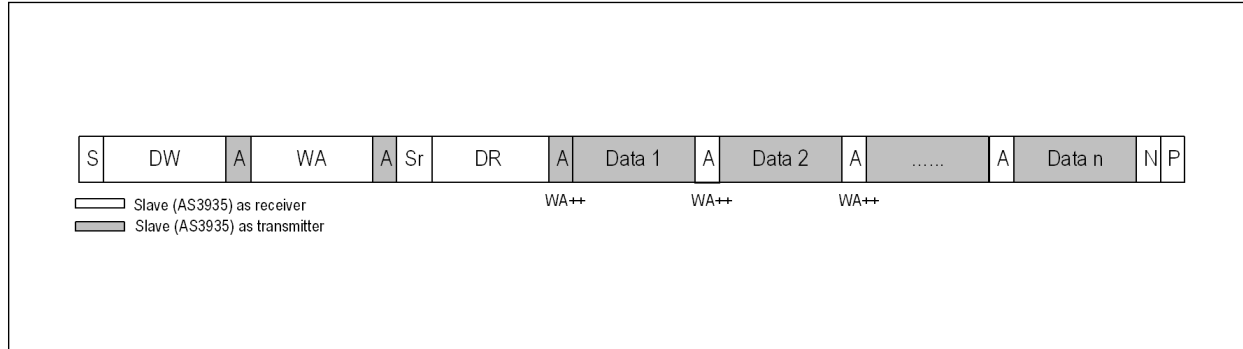 S DW A WA A Sr DR A Data 1 A Data 2 A ...... A Data n N P
WA++ WA++ WA++
Slave (AS3935) as receiver
Slave (AS3935) as transmitter